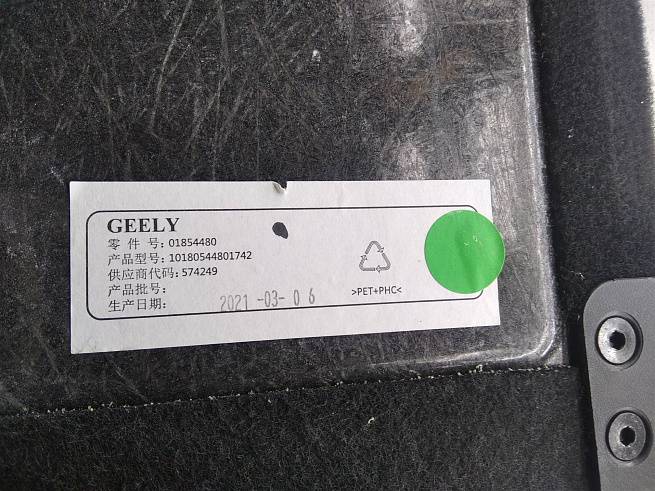 GEELY
零 件 号: 01854480
产品型号: 10180544801742
供应商代码: 574249
产品批号:
生产日期: 2021-03-06
>PET+PHC<